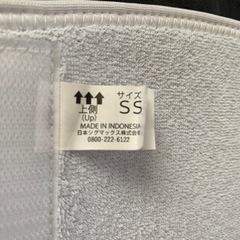 上側
(Up)
サイズ
SS
MADE IN INDONESIA
日本シグマックス株式会社
0800-222-6122